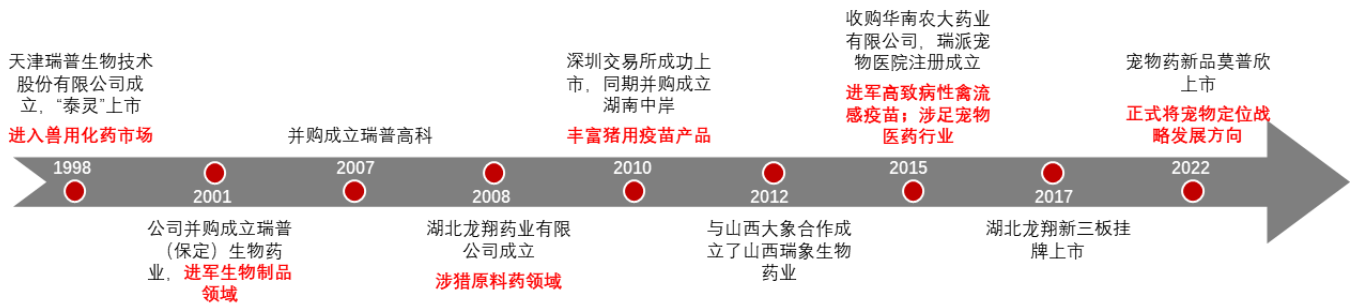 天津瑞普生物技术
股份有限公司成
立，“泰灵”上市
进入兽用化药市场
1998
公司并购成立瑞普
（保定）生物药
业，进军生物制品
领域
2001
并购成立瑞普高科
2007
湖北龙翔药业有限
公司成立
涉猎原料药领域
2008
深圳交易所成功上
市，同期并购成立
湖南中岸
丰富猪用疫苗产品
2010
与山西大象合作成
立了山西瑞象生物
药业
2012
收购华南农大药业
有限公司，瑞派宠
物医院注册成立
进军高致病性禽流
感疫苗；涉足宠物
医药行业
2015
湖北龙翔新三板挂
牌上市
2017
宠物药新品莫普欣
上市
正式将宠物定位战
略发展方向
2022